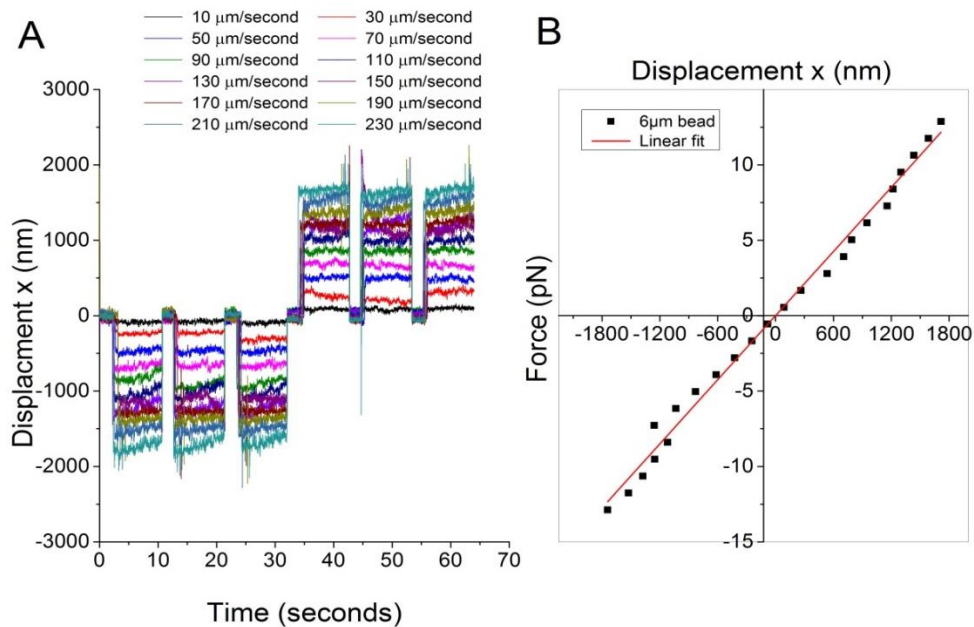 A
10 μm/second 30 μm/second
50 μm/second 70 μm/second
90 μm/second 110 μm/second
130 μm/second 150 μm/second
170 μm/second 190 μm/second
210 μm/second 230 μm/second
3000
2000
1000
0
-1000
-2000
-3000
Displacment x (nm)
0 10 20 30 40 50 60 70
Time (seconds)
B
Displacement x (nm)
6μm bead
Linear fit
10
5
0
-5
-10
-15
-1800 -1200 -600 0 600 1200 1800
Force (pN)